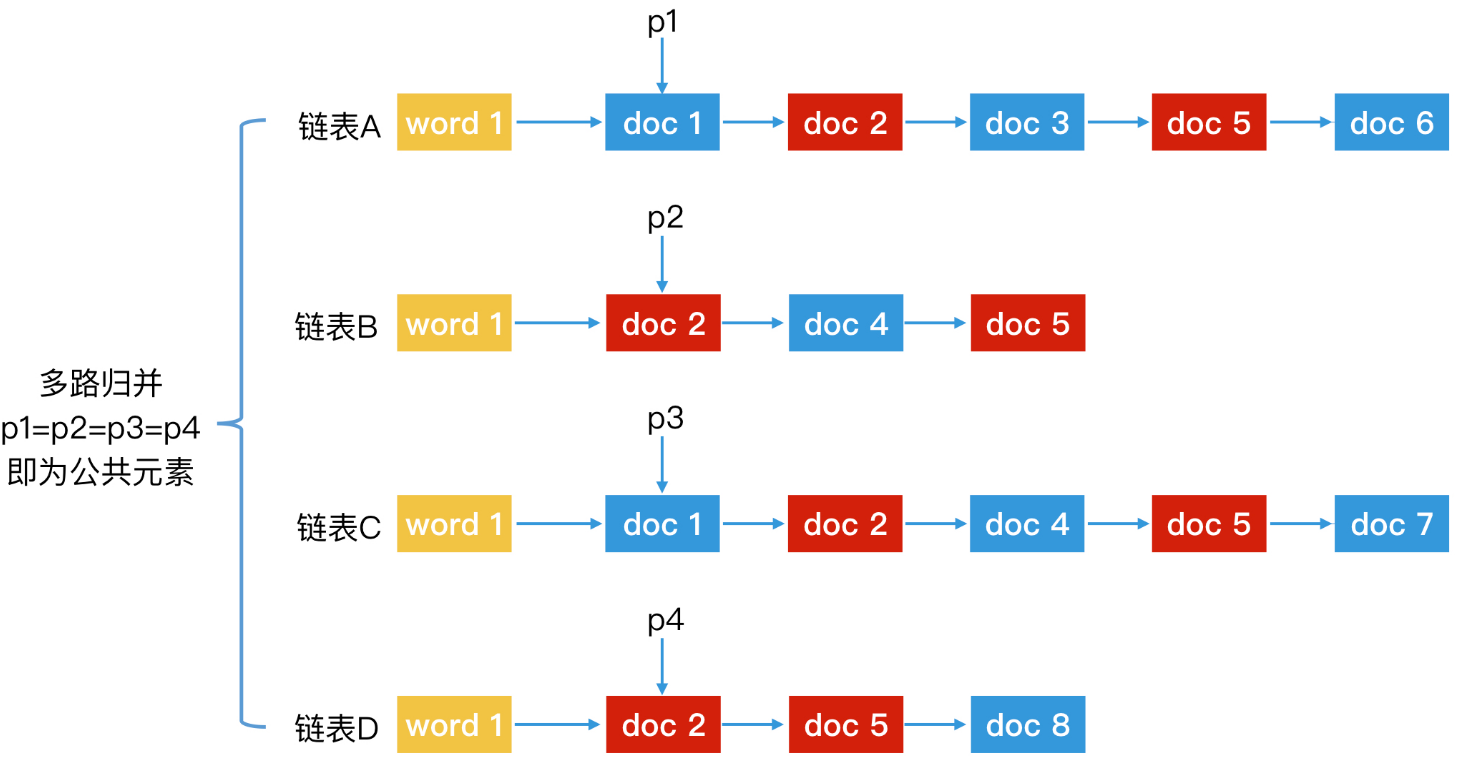 p1
链表A word 1 doc 1 doc 2 doc 3 doc 5 doc 6
p2
链表B word 1 doc 2 doc 4 doc 5
多路归并
p1=p2=p3=p4
即为公共元素
p3
链表C word 1 doc 1 doc 2 doc 4 doc 5 doc 7
p4
链表D word 1 doc 2 doc 5 doc 8